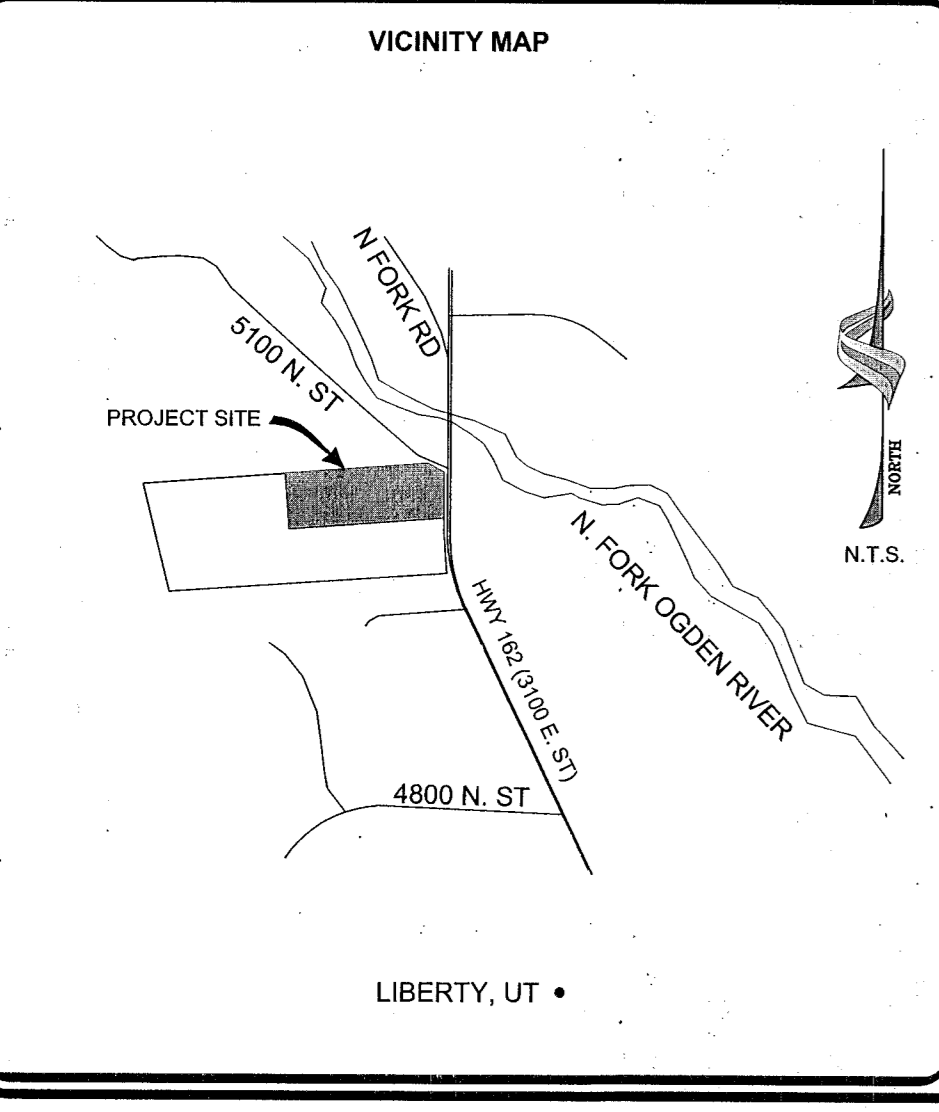 VICINITY MAP
N FORK RD
5100 N. ST
PROJECT SITE
NORTH
N.T.S.
N. FORK OGDEN RIVER
HWY 162 (3100 E. ST)
4800 N. ST
LIBERTY, UT